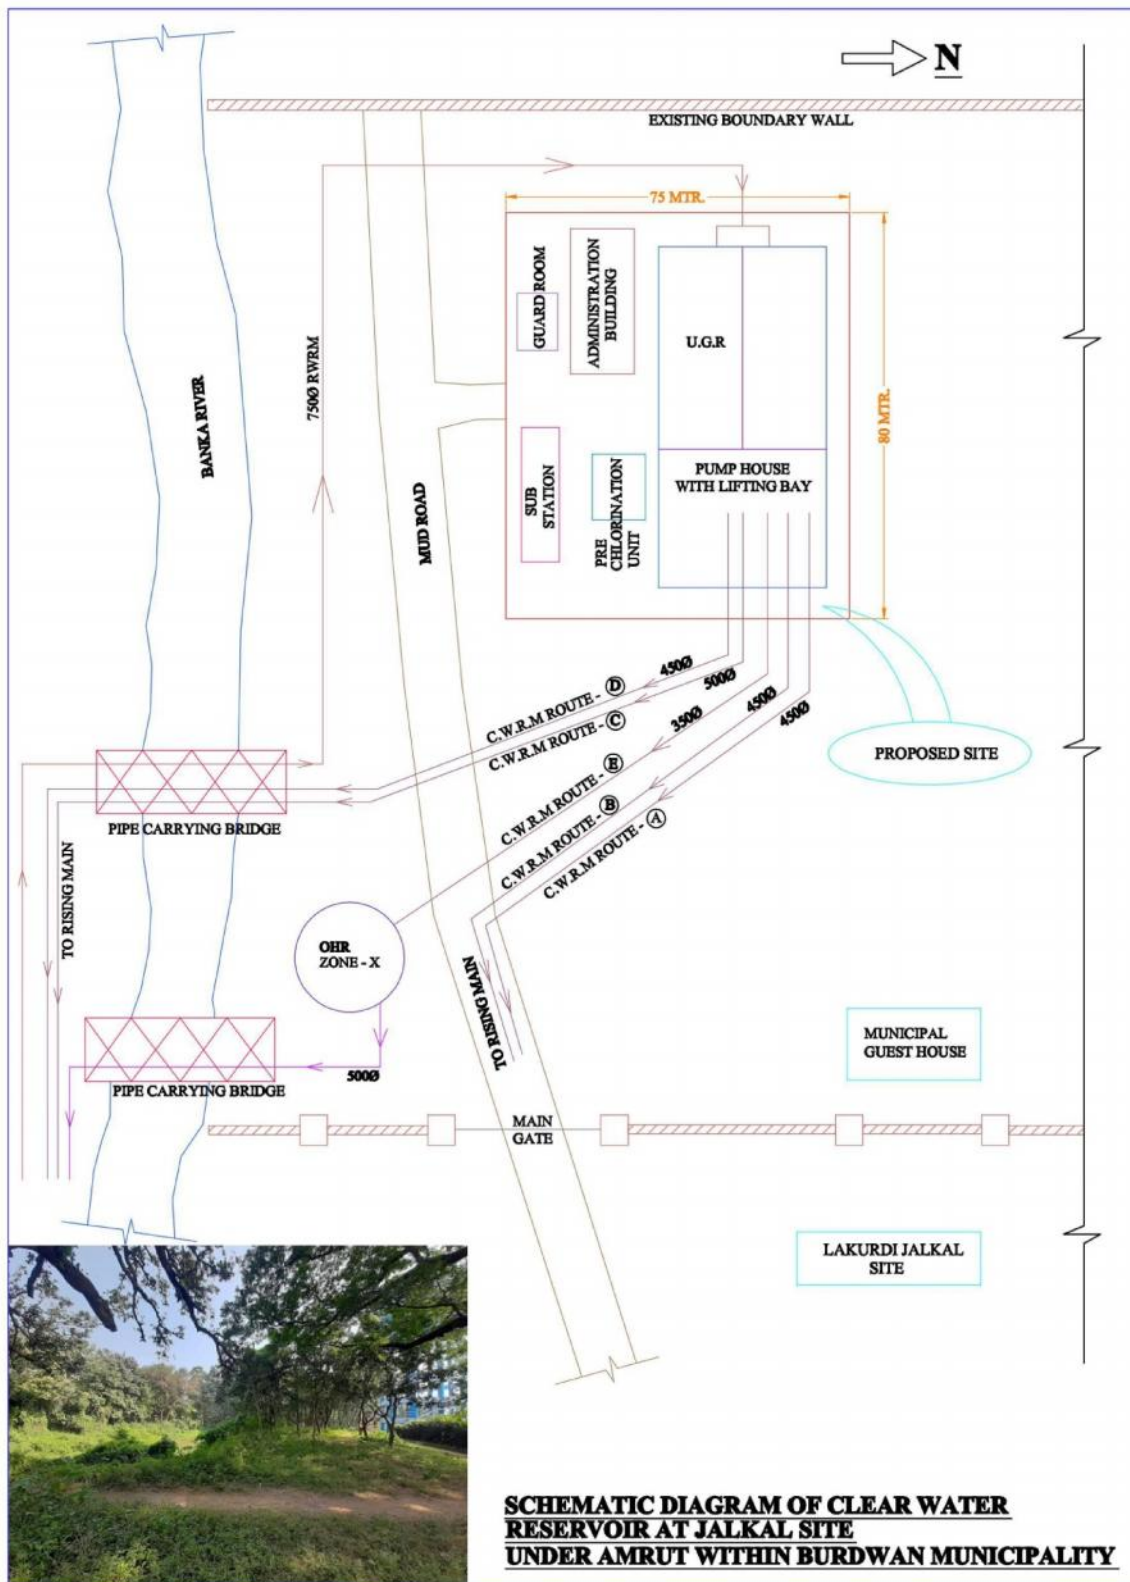 N
EXISTING BOUNDARY WALL
75 MTR.
80 MTR.
GUARD ROOM
ADMINISTRATION
BUILDING
U.G.R
PUMP HOUSE
WITH LIFTING BAY
SUB
STATION
PRE
CHLORINATION
UNIT
750Ø RWRM
BANKA RIVER
MUD ROAD
450Ø
500Ø
350Ø
450Ø
450Ø
C.W.R.M ROUTE - D
C.W.R.M ROUTE - C
C.W.R.M ROUTE - E
C.W.R.M ROUTE - B
C.W.R.M ROUTE - A
PROPOSED SITE
PIPE CARRYING BRIDGE
TO RISING MAIN
OHR
ZONE - X
TO RISING MAIN
500Ø
PIPE CARRYING BRIDGE
MUNICIPAL
GUEST HOUSE
MAIN
GATE
LAKURDI JALKAL
SITE
SCHEMATIC DIAGRAM OF CLEAR WATER
RESERVOIR AT JALKAL SITE
UNDER AMRUT WITHIN BURDWAN MUNICIPALITY